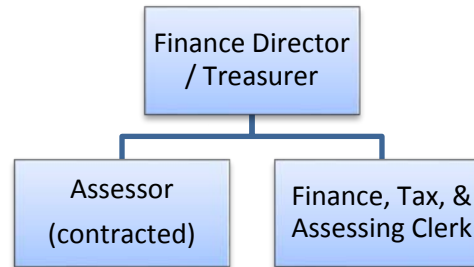 Finance Director
/ Treasurer
Assessor
(contracted)
Finance, Tax, &
Assessing Clerk